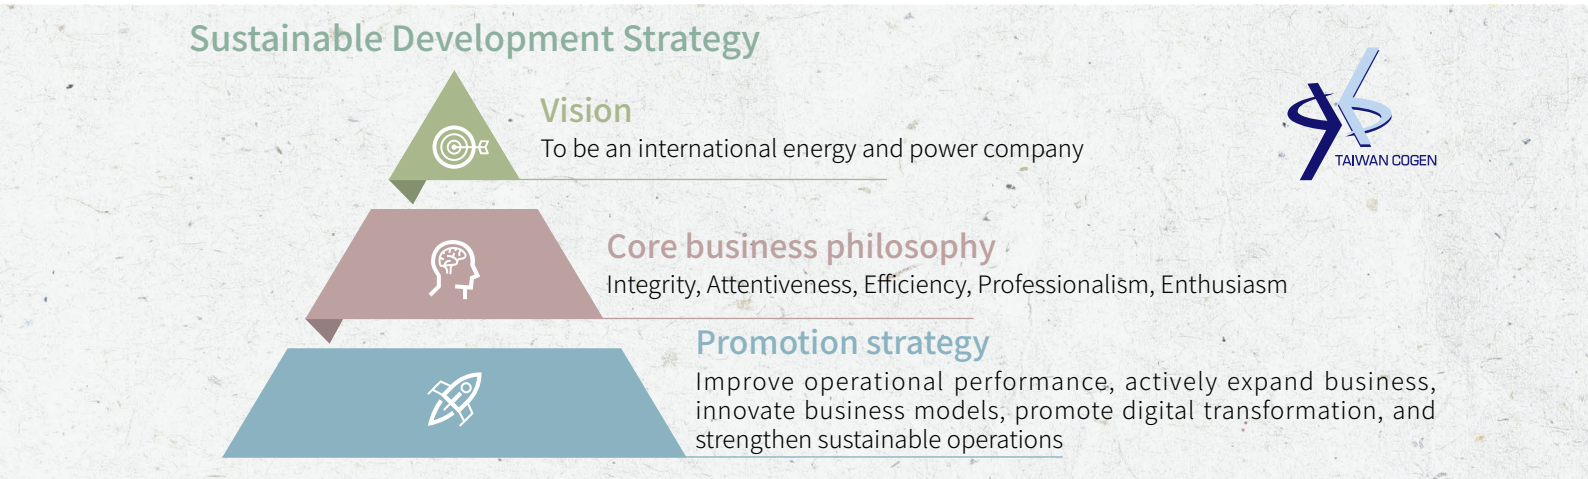 Sustainable Development Strategy
Vision
To be an international energy and power company
TAIWAN COGEN
Core business philosophy
Integrity, Attentiveness, Efficiency, Professionalism, Enthusiasm
Promotion strategy
Improve operational performance, actively expand business,
innovate business models, promote digital transformation, and
strengthen sustainable operations